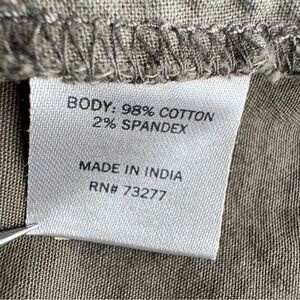 BODY: 98% COTTON
2% SPANDEX
MADE IN INDIA
RN# 73277